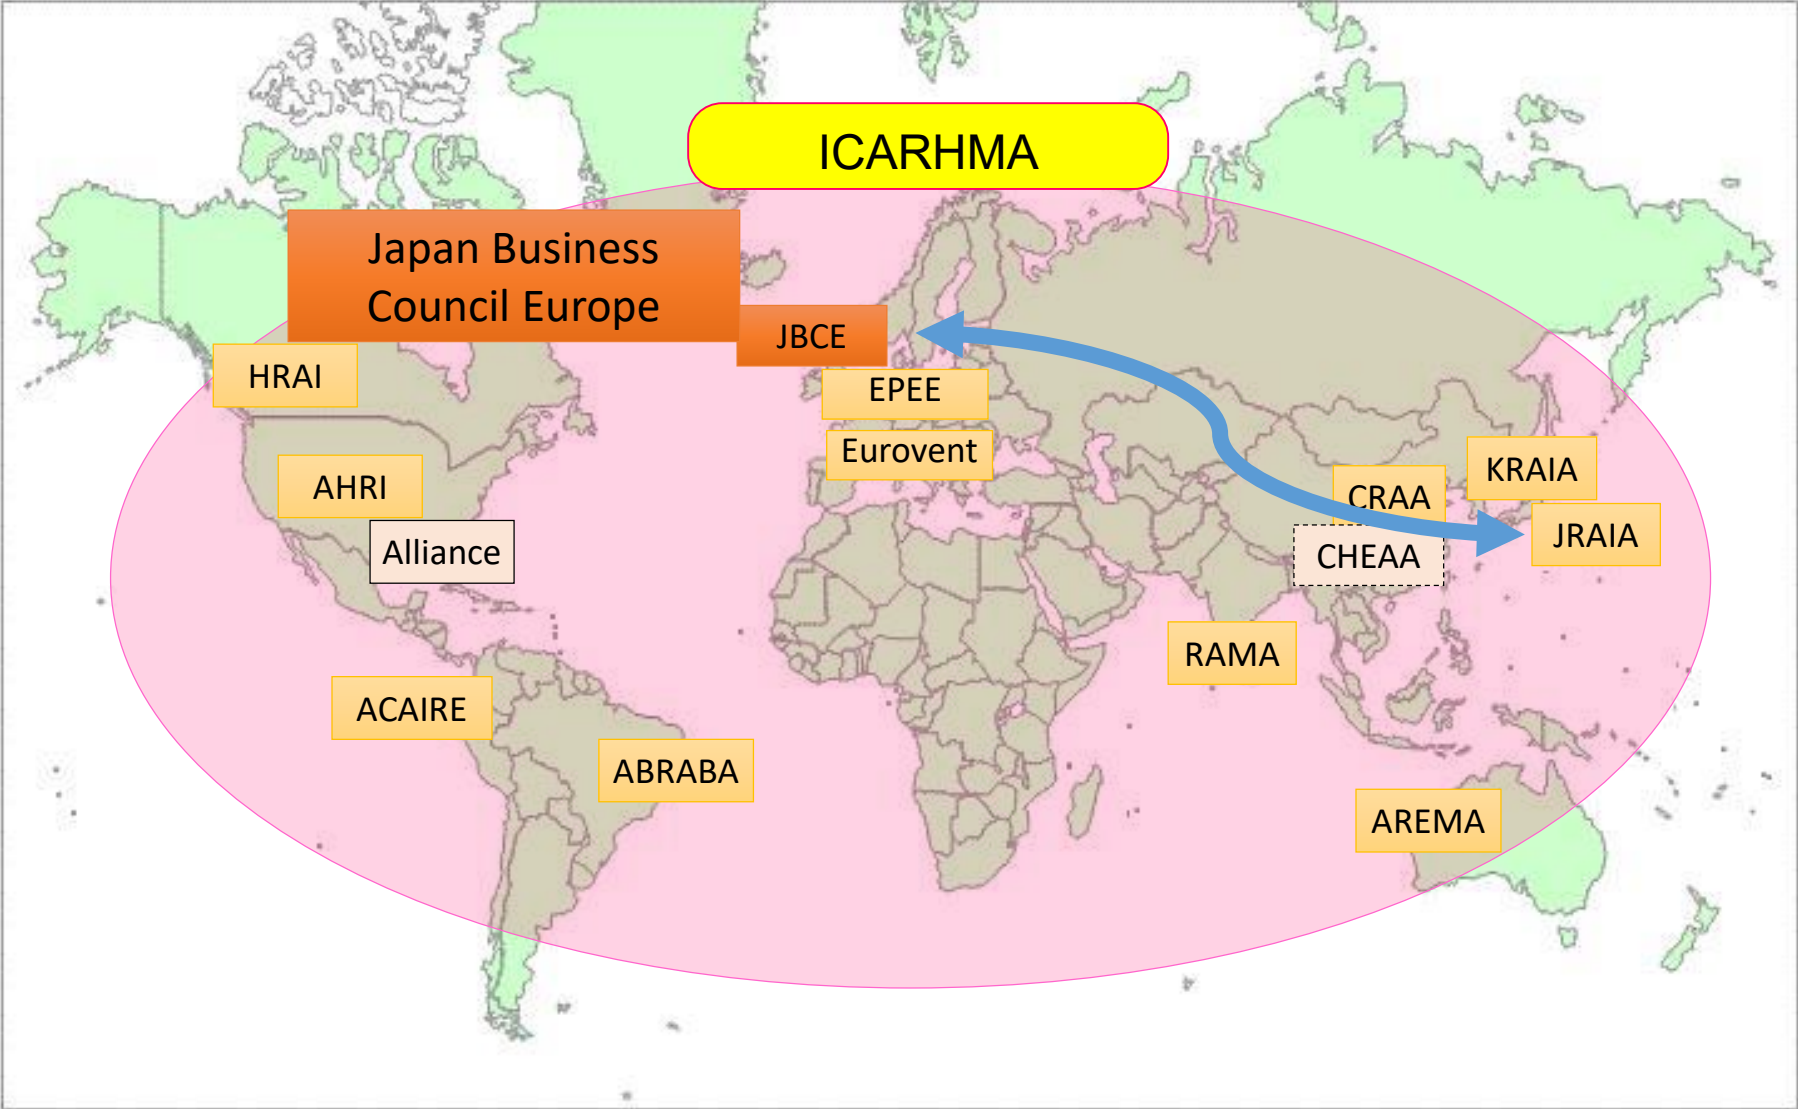 ICARHMA
Japan Business
Council Europe
JBCE
HRAI
EPEE
Eurovent
AHRI
Alliance
KRAIA
CRAA
JRAIA
CHEAA
RAMA
ACAIRE
ABRABA
AREMA